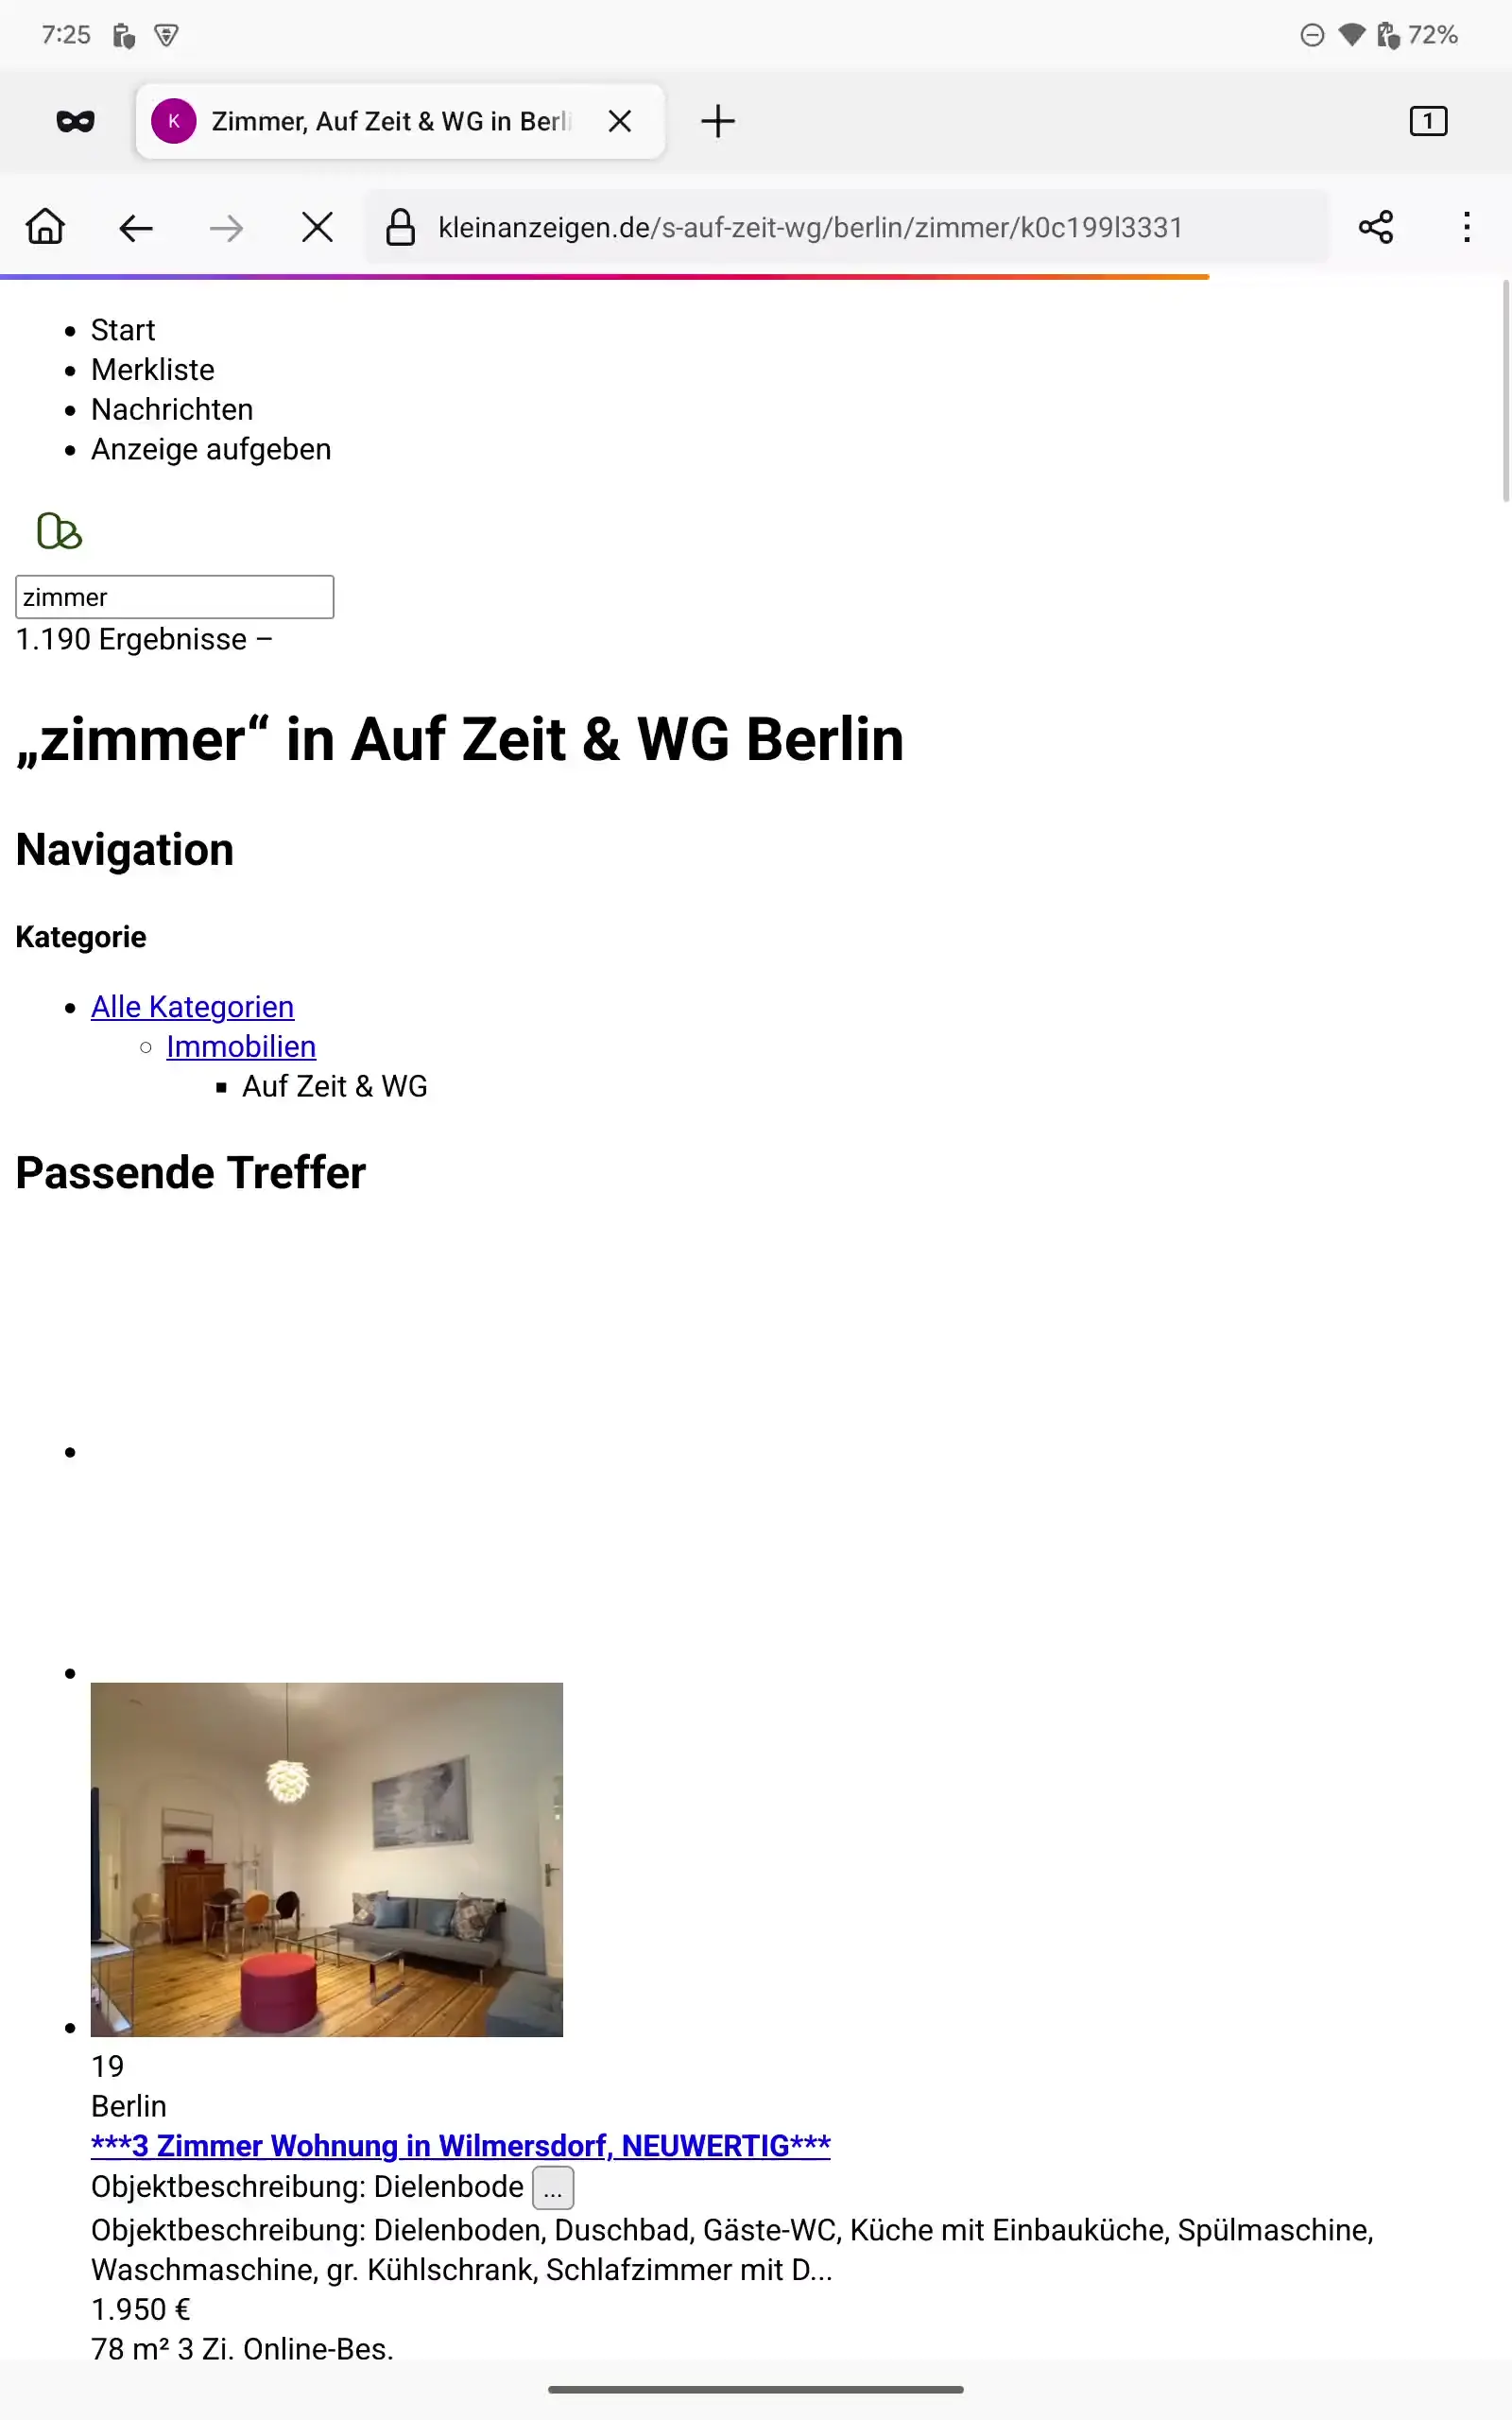 7:25
72%
K
Zimmer, Auf Zeit & WG in Berli
1
kleinanzeigen.de/s-auf-zeit-wg/berlin/zimmer/k0c199l3331
Start
Merkliste
Nachrichten
Anzeige aufgeben
zimmer
1.190 Ergebnisse –
„zimmer“ in Auf Zeit & WG Berlin
Navigation
Kategorie
Alle Kategorien
Immobilien
Auf Zeit & WG
Passende Treffer
19
Berlin
***3 Zimmer Wohnung in Wilmersdorf, NEUWERTIG***
Objektbeschreibung: Dielenbode ...
Objektbeschreibung: Dielenboden, Duschbad, Gäste-WC, Küche mit Einbauküche, Spülmaschine,
Waschmaschine, gr. Kühlschrank, Schlafzimmer mit D...
1.950 €
78 m² 3 Zi. Online-Bes.